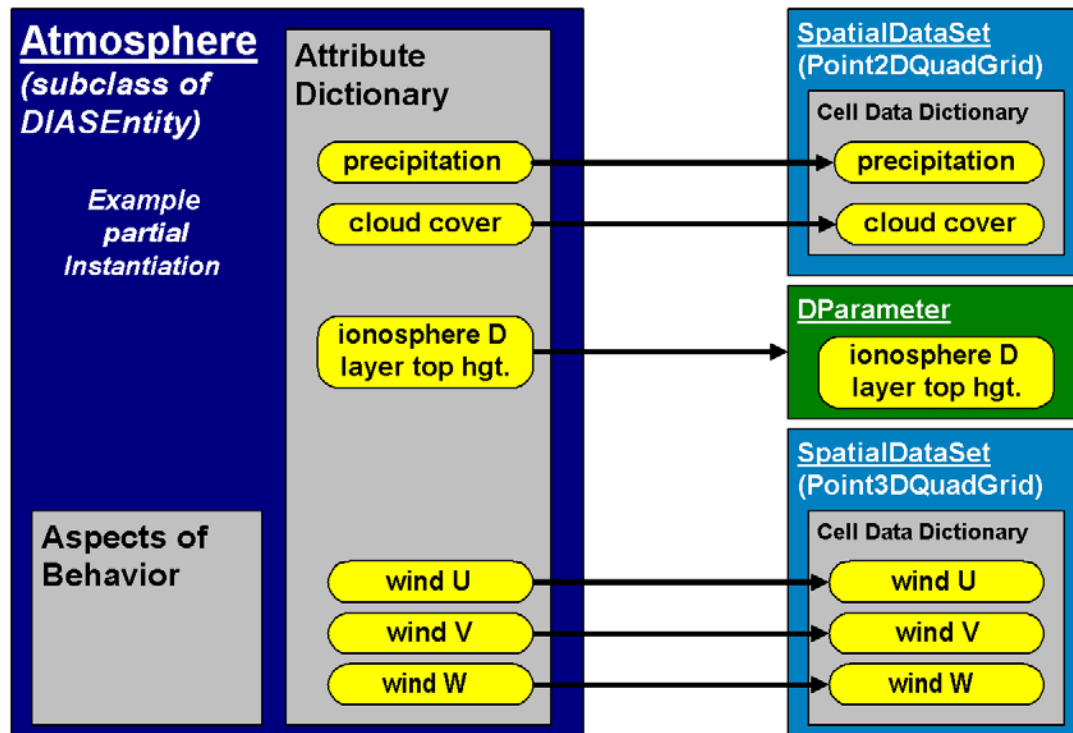 Atmosphere
(subclass of
DIASEntity)
Example
partial
Instantiation
Aspects of
Behavior
Attribute
Dictionary
precipitation
cloud cover
ionosphere D
layer top hgt.
wind U
wind V
wind W
SpatialDataSet
(Point2DQuadGrid)
Cell Data Dictionary
precipitation
cloud cover
DParameter
ionosphere D
layer top hgt.
SpatialDataSet
(Point3DQuadGrid)
Cell Data Dictionary
wind U
wind V
wind W